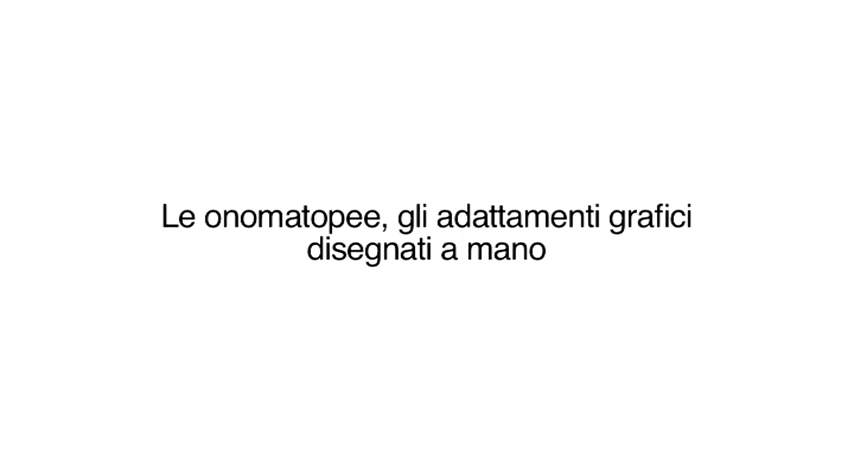 Le onomatopee, gli adattamenti grafici
disegnati a mano